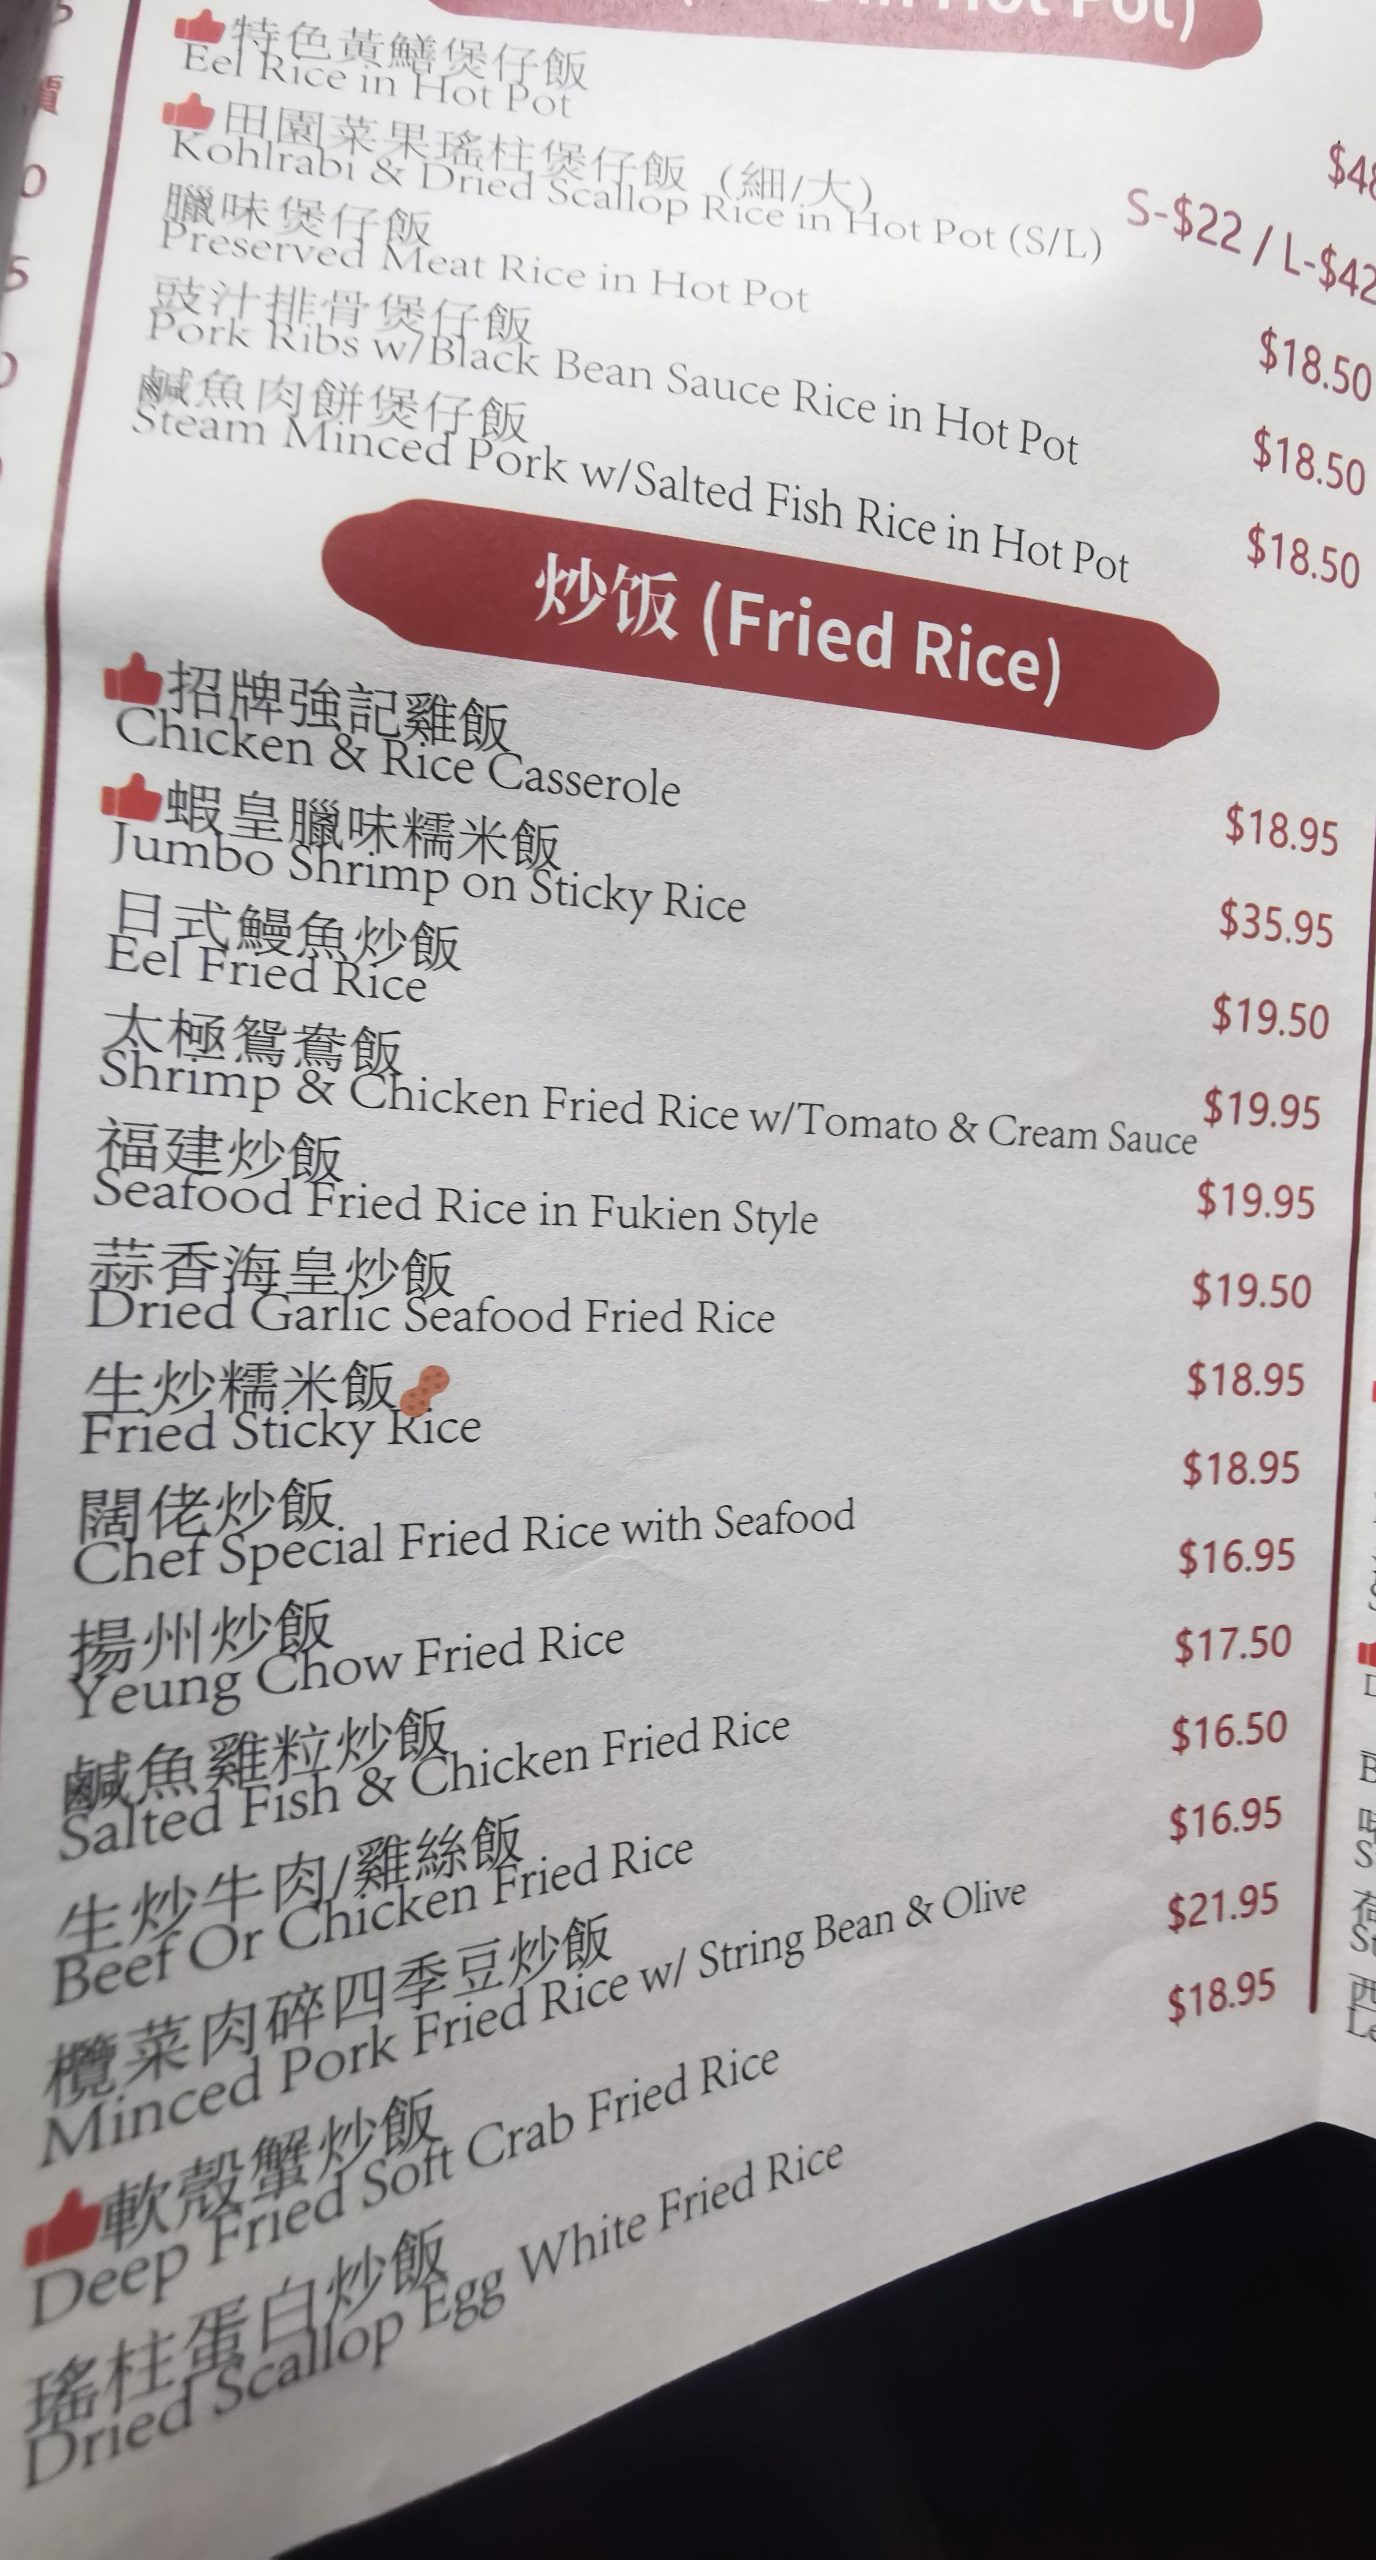 in Hot Pot)
特色黃鱔煲仔飯
Eel Rice in Hot Pot
田園菜果瑤柱煲仔飯 (細/大)
Kohlrabi & Dried Scallop Rice in Hot Pot (S/L)
S-$22 / L-$42
臘味煲仔飯
Preserved Meat Rice in Hot Pot
$18.50
豉汁排骨煲仔飯
Pork Ribs w/Black Bean Sauce Rice in Hot Pot
$18.50
鹹魚肉餅煲仔飯
Steam Minced Pork w/Salted Fish Rice in Hot Pot
$18.50
炒饭 (Fried Rice)
招牌強記雞飯
Chicken & Rice Casserole
$18.95
蝦皇臘味糯米飯
Jumbo Shrimp on Sticky Rice
$35.95
日式鰻魚炒飯
Eel Fried Rice
$19.50
太極鴛鴦飯
Shrimp & Chicken Fried Rice w/Tomato & Cream Sauce
$19.95
福建炒飯
Seafood Fried Rice in Fukien Style
$19.95
蒜香海皇炒飯
Dried Garlic Seafood Fried Rice
$19.50
生炒糯米飯
Fried Sticky Rice
$18.95
闊佬炒飯
Chef Special Fried Rice with Seafood
$18.95
揚州炒飯
Yeung Chow Fried Rice
$16.95
鹹魚雞粒炒飯
Salted Fish & Chicken Fried Rice
$17.50
生炒牛肉/雞絲飯
Beef Or Chicken Fried Rice
$16.50
欖菜肉碎四季豆炒飯
Minced Pork Fried Rice w/ String Bean & Olive
$16.95
軟殼蟹炒飯
Deep Fried Soft Crab Fried Rice
$21.95
瑤柱蛋白炒飯
Dried Scallop Egg White Fried Rice
$18.95